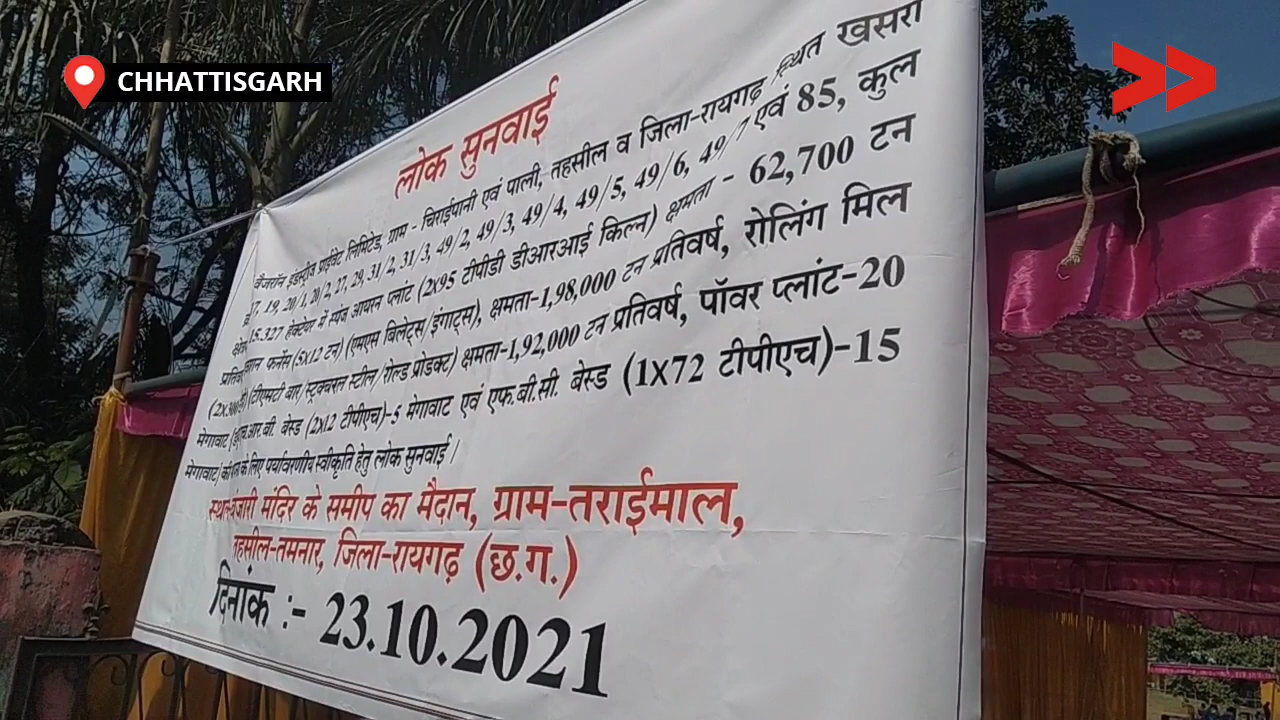 CHHATTISGARH
लोक सुनवाई
इंडस्ट्रीज प्राईवेट लिमिटेड, ग्राम - चिराईपानी एवं पाली, तहसील व जिला-रायगढ़ स्थित खसरा
17, 19, 20/1, 20/2, 27, 29, 31/2, 31/3, 49/2, 49/3, 49/4, 49/5, 49/6, 49/7 एवं 85, कुल
15.327 हेक्टेयर में स्पंज आयरन प्लांट (2x95 टीपीडी डीआरआई किल्न) क्षमता - 62,700 टन
फर्नेस (5X12 टन) (एमएस बिलेट्स/इंगाट्स), क्षमता-1,98,000 टन प्रतिवर्ष, रोलिंग मिल
(टीएमटी बार/स्ट्रक्चरल स्टील/रोल्ड प्रोडक्ट) क्षमता-1,92,000 टन प्रतिवर्ष, पॉवर प्लांट-20
मेगावाट बेस्ड (2x12 टीपीएच)-5 मेगावाट एवं एफ.बी.सी. बेस्ड (1X72 टीपीएच)-15
मेगावाट) के लिए पर्यावरणीय स्वीकृति हेतु लोक सुनवाई।
मंदिर के समीप का मैदान, ग्राम-तराईमाल,
तहसील-तमनार, जिला-रायगढ़ (छ.ग.)
दिनांक :- 23.10.2021